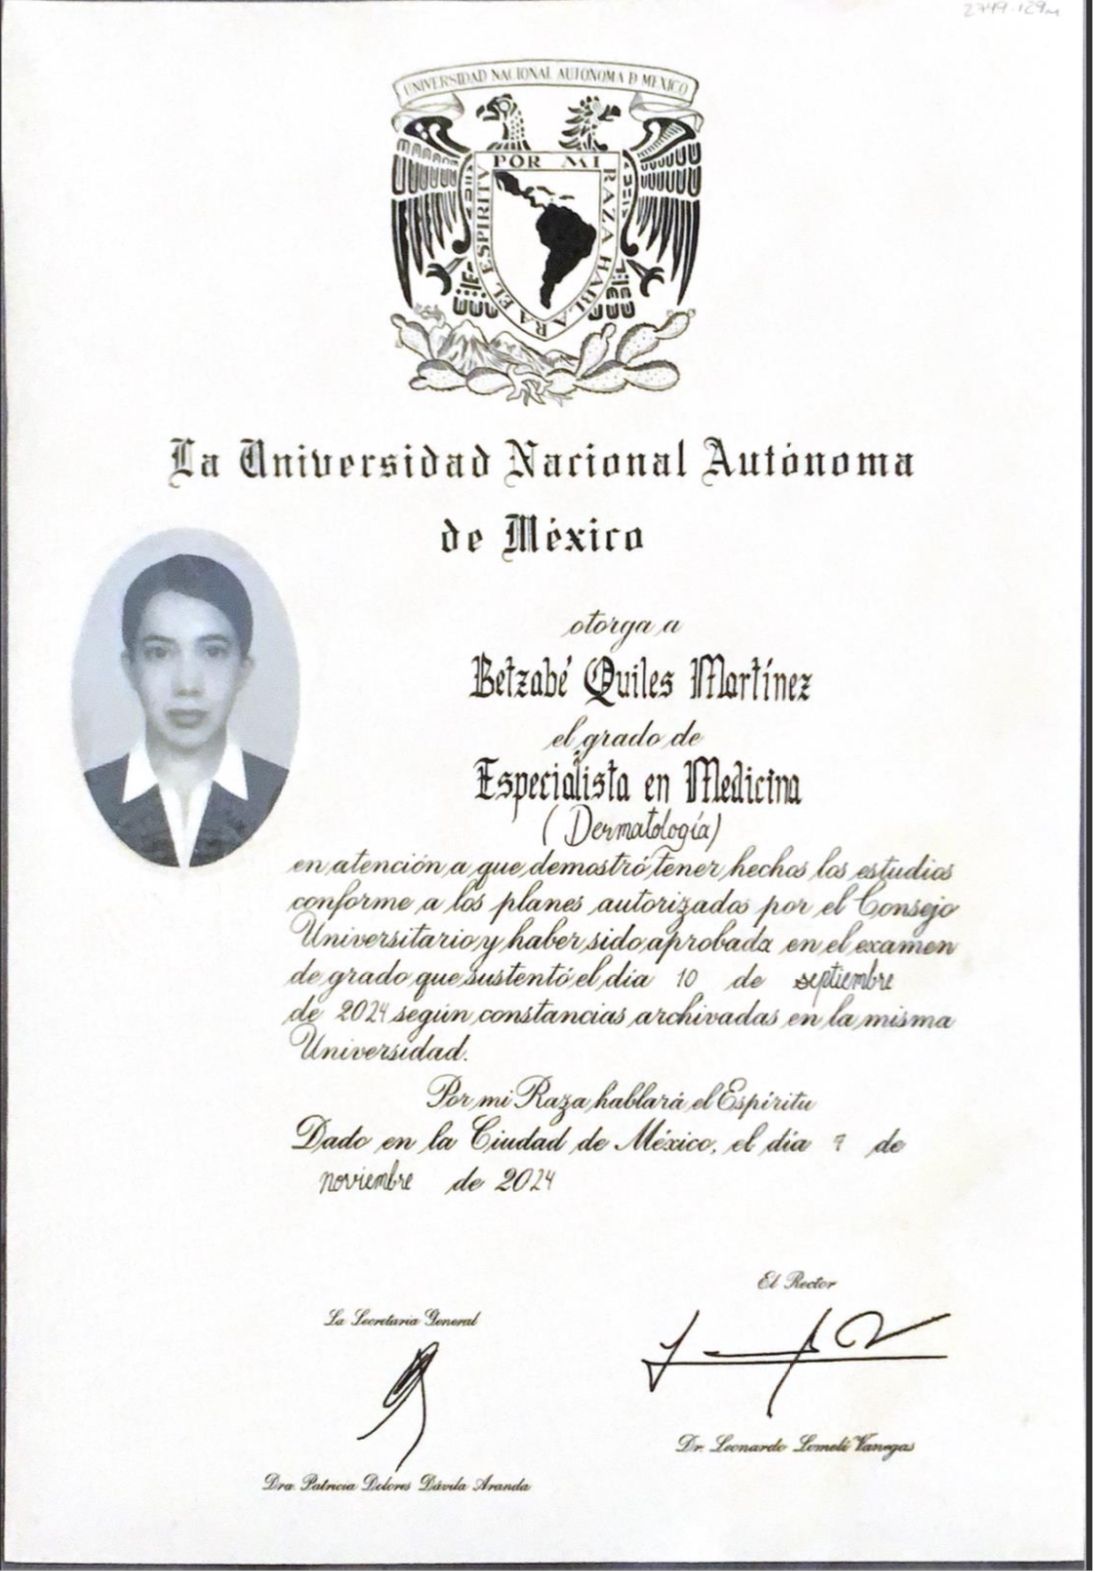 UNIVERSIDAD NACIONAL AUTONOMA D MEXICO
POR MI RAZA HABLARA EL ESPIRITU
La Universidad Nacional Autónoma
de México
otorga a
Betzabé Quiles Martínez
el grado de
Especialista en Medicina
(Dermatología)
en atención a que demostró tener hechos los estudios
conforme a los planes autorizados por el Consejo
Universitario y haber sido aprobada en el examen
de grado que sustentó el día 10 de septiembre
de 2024 según constancias archivadas en la misma
Universidad.
Por mi Raza hablará el Espíritu
Dado en la Ciudad de México, el día 9 de
noviembre de 2024
El Rector
La Secretaria General
Dr. Leonardo Lomelí Vanegas
Dra. Patricia Dolores Dávila Aranda